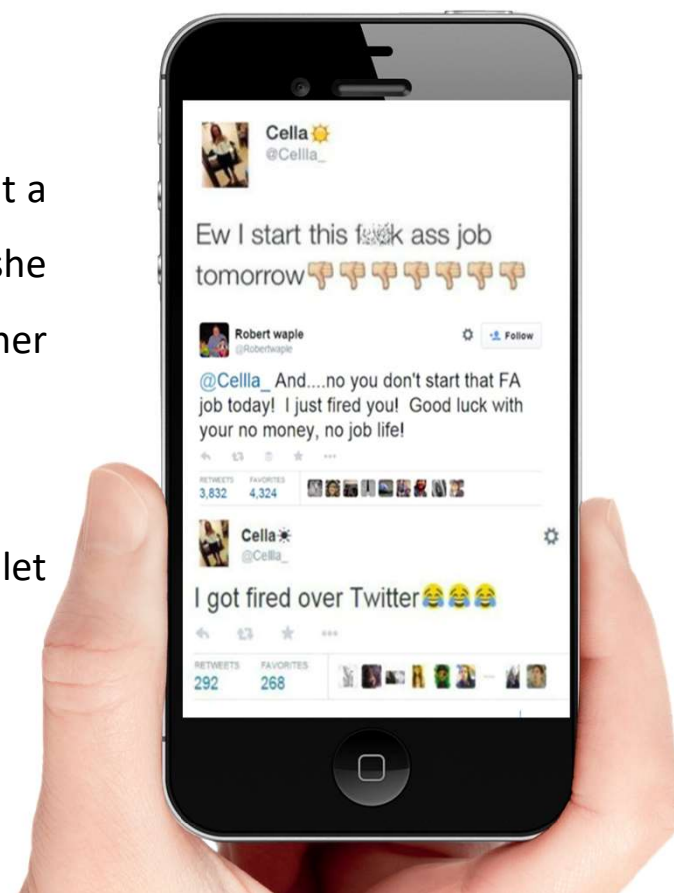 t a
she
her
let
Cella
@Cellla_
Ew I start this f k ass job
tomorrow👎👎👎👎👎👎👎
Robert waple
@Robertwaple
Follow
@Cellla_ And....no you don't start that FA
job today! I just fired you! Good luck with
your no money, no job life!
RETWEETS FAVORITES
3,832 4,324
Cella
@Cellla_
I got fired over Twitter😂😂😂
RETWEETS FAVORITES
292 268